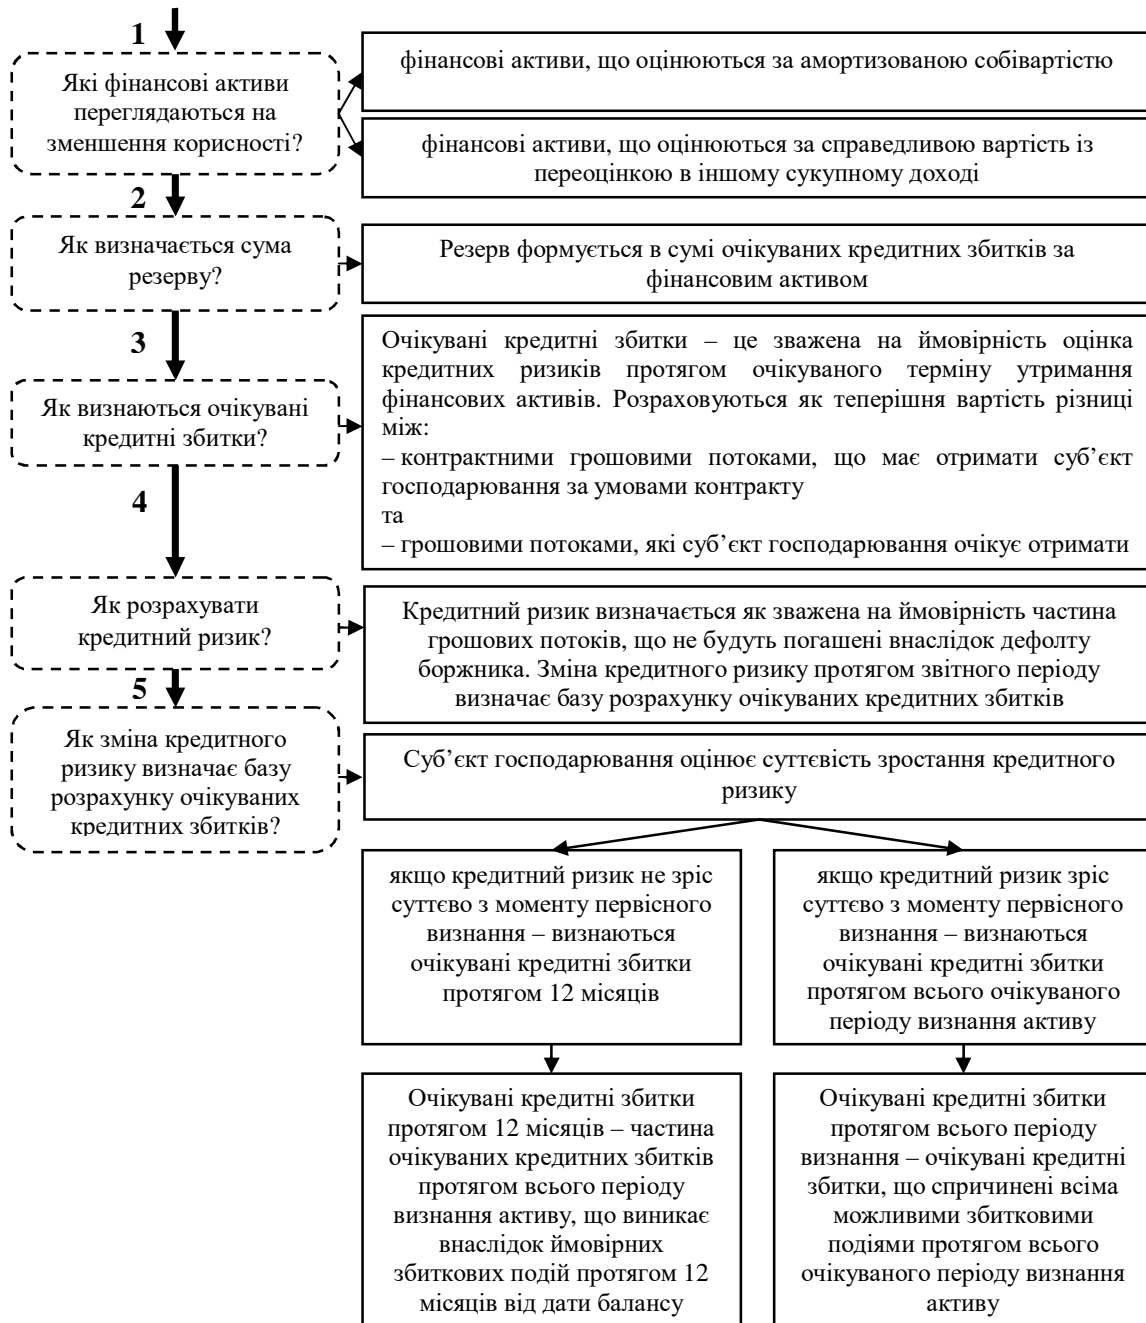 1
Які фінансові активи
переглядаються на
зменшення корисності?
фінансові активи, що оцінюються за амортизованою собівартістю
фінансові активи, що оцінюються за справедливою вартість із
переоцінкою в іншому сукупному доході
2
Як визначається сума
резерву?
Резерв формується в сумі очікуваних кредитних збитків за
фінансовим активом
3
Як визнаються очікувані
кредитні збитки?
Очікувані кредитні збитки – це зважена на ймовірність оцінка
кредитних ризиків протягом очікуваного терміну утримання
фінансових активів. Розраховуються як теперішня вартість різниці
між:
– контрактними грошовими потоками, що має отримати суб’єкт
господарювання за умовами контракту
та
– грошовими потоками, які суб’єкт господарювання очікує отримати
4
Як розрахувати
кредитний ризик?
Кредитний ризик визначається як зважена на ймовірність частина
грошових потоків, що не будуть погашені внаслідок дефолту
боржника. Зміна кредитного ризику протягом звітного періоду
визначає базу розрахунку очікуваних кредитних збитків
5
Як зміна кредитного
ризику визначає базу
розрахунку очікуваних
кредитних збитків?
Суб’єкт господарювання оцінює суттєвість зростання кредитного
ризику
якщо кредитний ризик не зріс
суттєво з моменту первісного
визнання – визнаються
очікувані кредитні збитки
протягом 12 місяців
якщо кредитний ризик зріс
суттєво з моменту первісного
визнання – визнаються
очікувані кредитні збитки
протягом всього очікуваного
періоду визнання активу
Очікувані кредитні збитки
протягом 12 місяців – частина
очікуваних кредитних збитків
протягом всього періоду
визнання активу, що виникає
внаслідок ймовірних
збиткових подій протягом 12
місяців від дати балансу
Очікувані кредитні збитки
протягом всього періоду
визнання – очікувані кредитні
збитки, що спричинені всіма
можливими збитковими
подіями протягом всього
очікуваного періоду визнання
активу